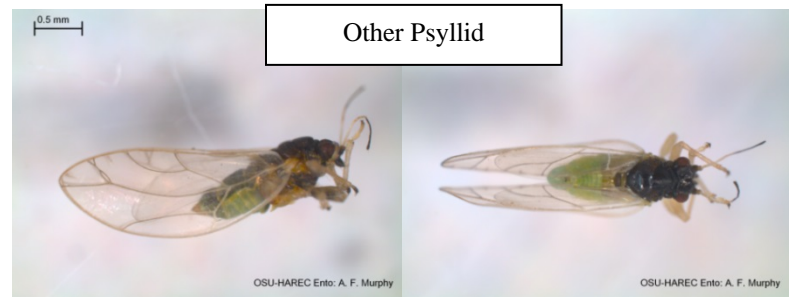 0.5 mm
Other Psyllid
OSU-HAREC Ento: A. F. Murphy
OSU-HAREC Ento: A. F. Murphy